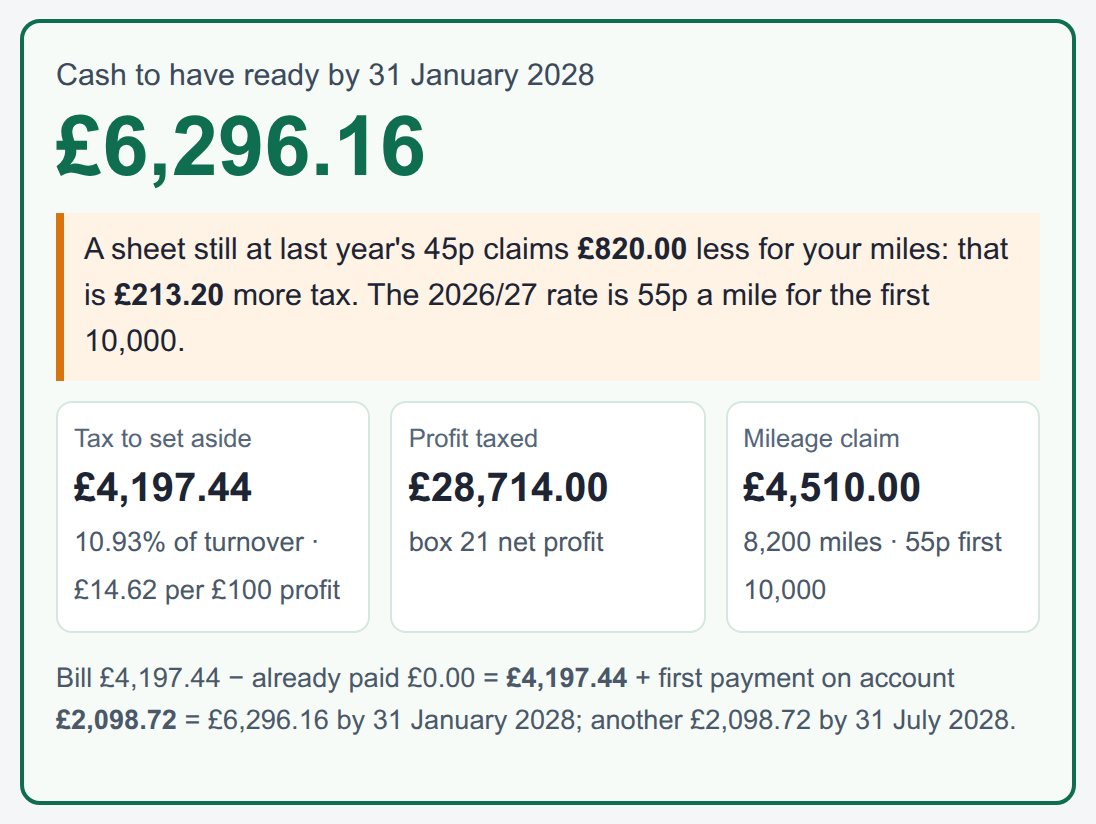 Cash to have ready by 31 January 2028
£6,296.16
A sheet still at last year's 45p claims £820.00 less for your miles: that
is £213.20 more tax. The 2026/27 rate is 55p a mile for the first
10,000.
Tax to set aside
£4,197.44
10.93% of turnover ·
£14.62 per £100 profit
Profit taxed
£28,714.00
box 21 net profit
Mileage claim
£4,510.00
8,200 miles · 55p first
10,000
Bill £4,197.44 − already paid £0.00 = £4,197.44 + first payment on account
£2,098.72 = £6,296.16 by 31 January 2028; another £2,098.72 by 31 July 2028.